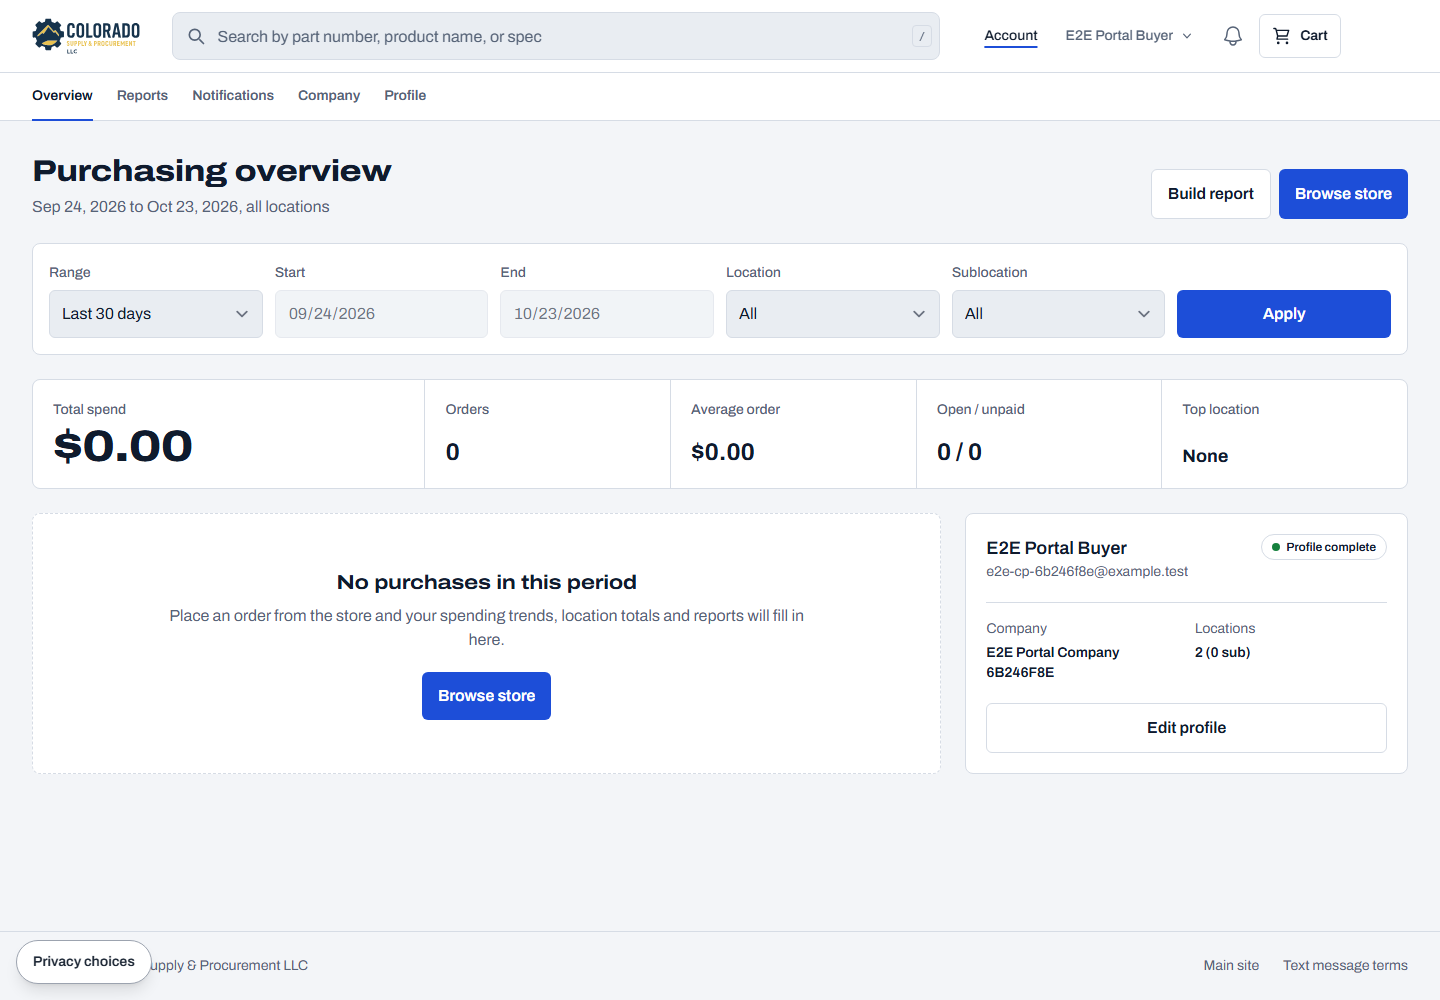 COLORADO
SUPPLY & PROCUREMENT
LLC
Search by part number, product name, or spec
/
Account
E2E Portal Buyer
Cart
Overview
Reports
Notifications
Company
Profile
Purchasing overview
Sep 24, 2026 to Oct 23, 2026, all locations
Build report
Browse store
Range
Start
End
Location
Sublocation
Last 30 days
09/24/2026
10/23/2026
All
All
Apply
Total spend
$0.00
Orders
0
Average order
$0.00
Open / unpaid
0 / 0
Top location
None
No purchases in this period
Place an order from the store and your spending trends, location totals and reports will fill in
here.
Browse store
E2E Portal Buyer
Profile complete
e2e-cp-6b246f8e@example.test
Company
E2E Portal Company
6B246F8E
Locations
2 (0 sub)
Edit profile
Privacy choices
upply & Procurement LLC
Main site
Text message terms